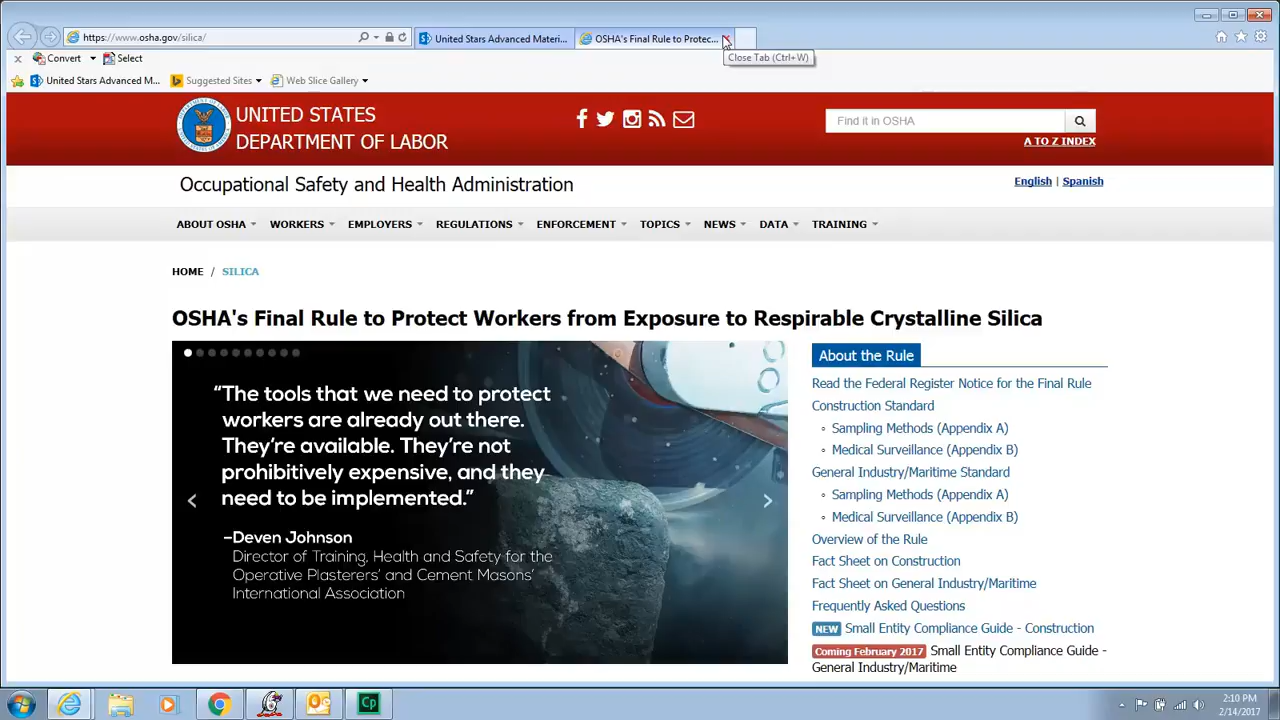 https://www.osha.gov/silica/
United Stars Advanced Materi...
OSHA's Final Rule to Protec...
Close Tab (Ctrl+W)
Convert
Select
United Stars Advanced M...
Suggested Sites
Web Slice Gallery
UNITED STATES
DEPARTMENT OF LABOR
Find it in OSHA
A TO Z INDEX
Occupational Safety and Health Administration
English | Spanish
ABOUT OSHA WORKERS EMPLOYERS REGULATIONS ENFORCEMENT TOPICS NEWS DATA TRAINING
HOME / SILICA
OSHA's Final Rule to Protect Workers from Exposure to Respirable Crystalline Silica
“The tools that we need to protect
workers are already out there.
They’re available. They’re not
prohibitively expensive, and they
need to be implemented.”
–Deven Johnson
Director of Training, Health and Safety for the
Operative Plasterers’ and Cement Masons’
International Association
About the Rule
Read the Federal Register Notice for the Final Rule
Construction Standard
Sampling Methods (Appendix A)
Medical Surveillance (Appendix B)
General Industry/Maritime Standard
Sampling Methods (Appendix A)
Medical Surveillance (Appendix B)
Overview of the Rule
Fact Sheet on Construction
Fact Sheet on General Industry/Maritime
Frequently Asked Questions
NEW Small Entity Compliance Guide - Construction
Coming February 2017 Small Entity Compliance Guide -
General Industry/Maritime
Cp
2:10 PM
2/14/2017